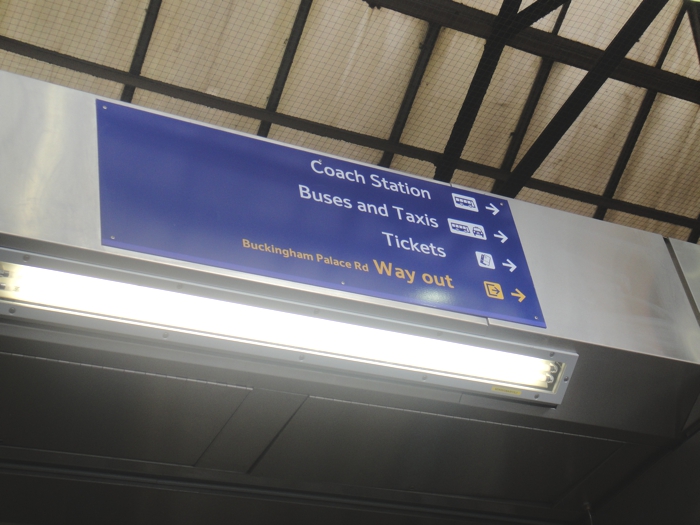 Coach Station
Buses and Taxis
Tickets
Buckingham Palace Rd Way out